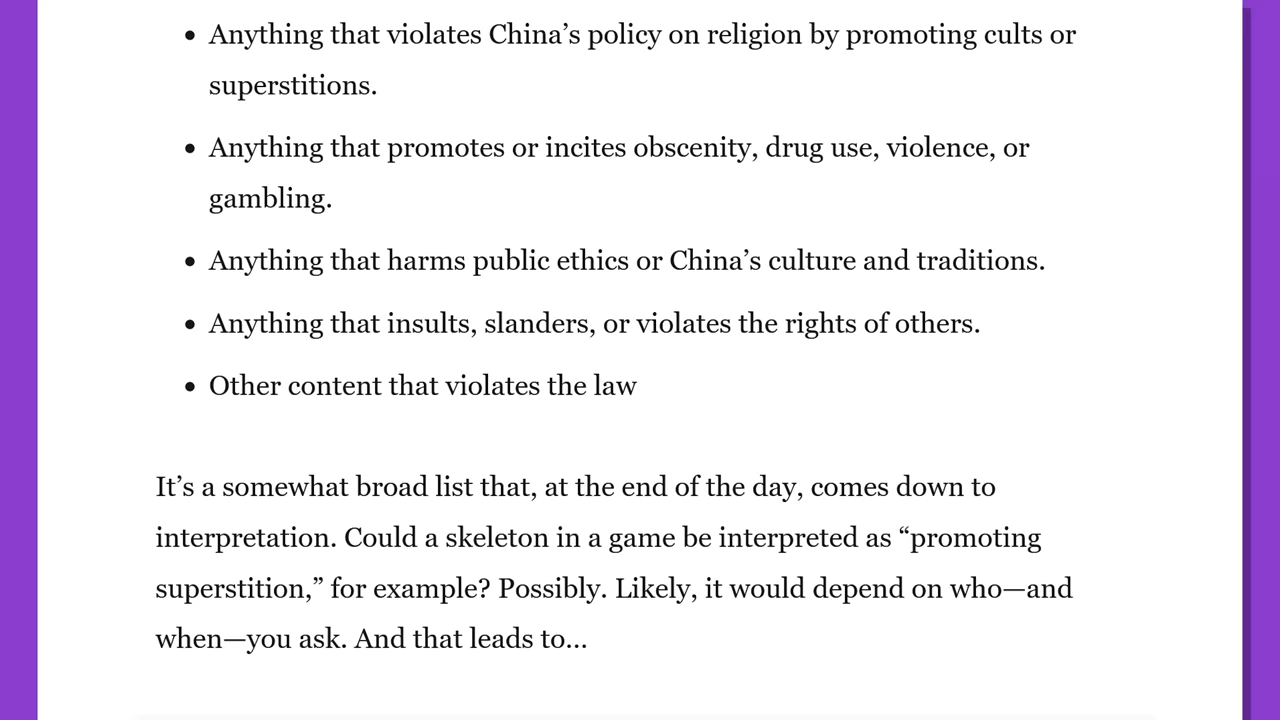 • Anything that violates China’s policy on religion by promoting cults or
superstitions.
• Anything that promotes or incites obscenity, drug use, violence, or
gambling.
• Anything that harms public ethics or China’s culture and traditions.
• Anything that insults, slanders, or violates the rights of others.
• Other content that violates the law
It’s a somewhat broad list that, at the end of the day, comes down to
interpretation. Could a skeleton in a game be interpreted as “promoting
superstition,” for example? Possibly. Likely, it would depend on who—and
when—you ask. And that leads to…